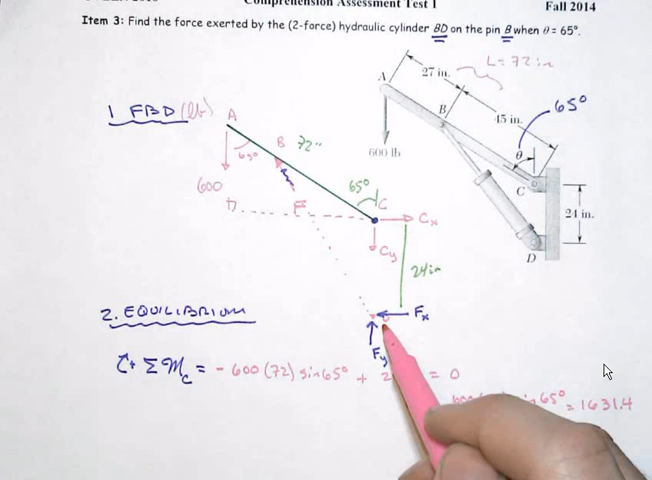 Comprehension Assessment Test 1
Fall 2014
Item 3: Find the force exerted by the (2-force) hydraulic cylinder BD on the pin B when θ = 65°.
L = 72 in
A
27 in.
B
45 in.
65°
θ
600 lb
C
24 in.
D
1 FBD (lb)
A
65°
B
72"
600
65°
C
F
Cx
Cy
24 in
Fx
Fy
2. EQUILIBRIUM
+ Σ Mc = - 600 (72) sin 65° + 2 = 0
65° = 1631.4